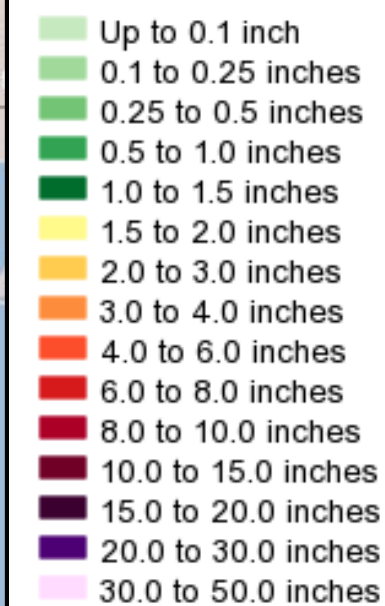 Up to 0.1 inch
0.1 to 0.25 inches
0.25 to 0.5 inches
0.5 to 1.0 inches
1.0 to 1.5 inches
1.5 to 2.0 inches
2.0 to 3.0 inches
3.0 to 4.0 inches
4.0 to 6.0 inches
6.0 to 8.0 inches
8.0 to 10.0 inches
10.0 to 15.0 inches
15.0 to 20.0 inches
20.0 to 30.0 inches
30.0 to 50.0 inches